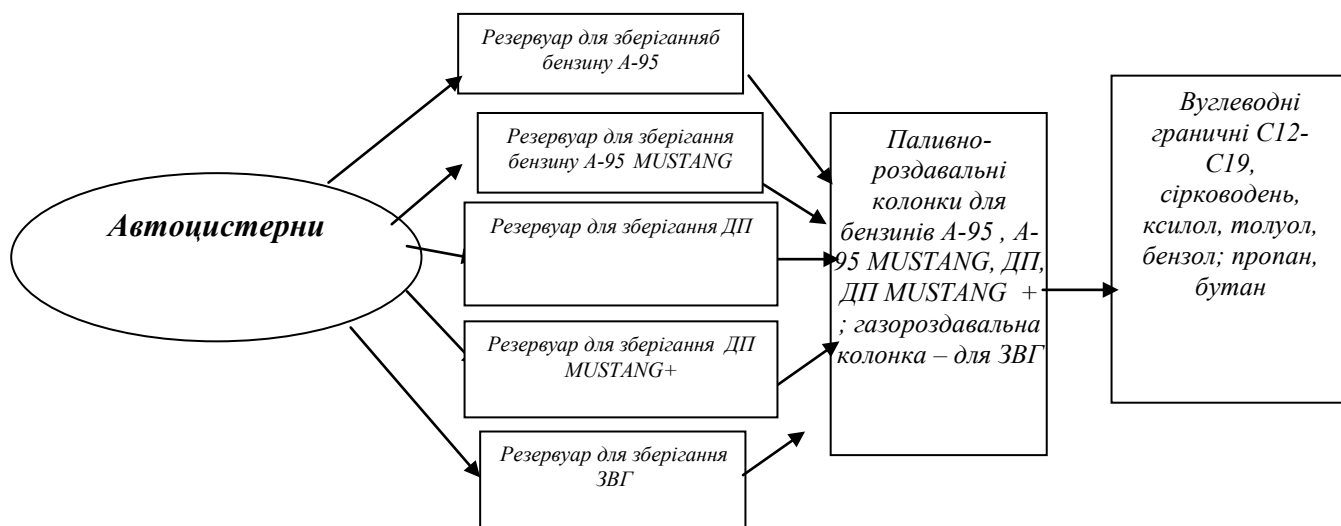 Автоцистерни
Резервуар для зберіганняб
бензину А-95
Резервуар для зберігання
бензину А-95 MUSTANG
Резервуар для зберігання ДП
Резервуар для зберігання ДП
MUSTANG+
Резервуар для зберігання
ЗВГ
Паливно-
роздавальні
колонки для
бензинів А-95 , А-
95 MUSTANG, ДП,
ДП MUSTANG +
; газороздавальна
колонка – для ЗВГ
Вуглеводні
граничні С12-
С19,
сірководень,
ксилол, толуол,
бензол; пропан,
бутан